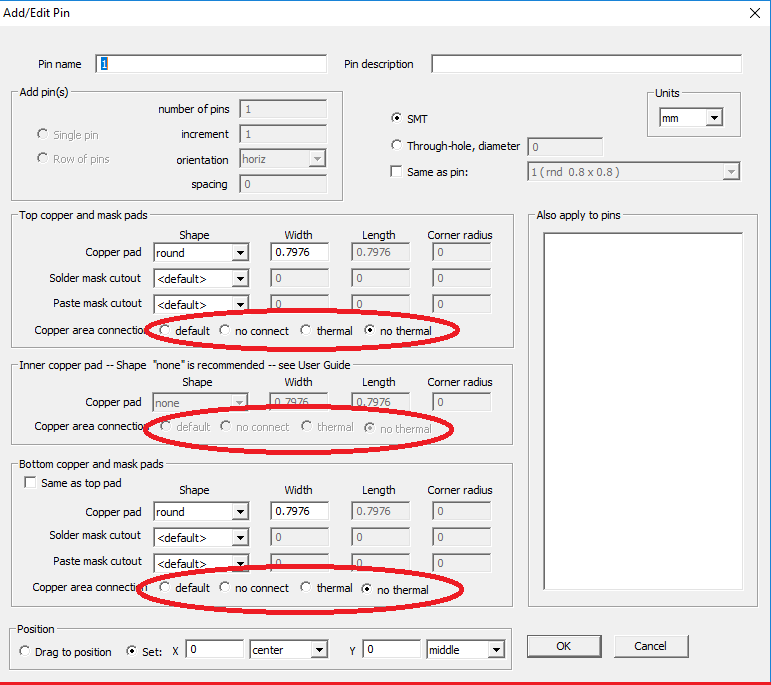 Add/Edit Pin
Pin name 1 Pin description
Add pin(s)
Units
number of pins 1
SMT
mm
Single pin increment 1
Through-hole, diameter 0
Row of pins orientation horiz
Same as pin: 1 ( rnd 0.8 x 0.8 )
spacing 0
Top copper and mask pads
Also apply to pins
Shape Width Length Corner radius
Copper pad round 0.7976 0.7976 0
Solder mask cutout <default> 0 0 0
Paste mask cutout <default> 0 0 0
Copper area connection default no connect thermal no thermal
Inner copper pad -- Shape "none" is recommended -- see User Guide
Shape Width Length Corner radius
Copper pad none 0.7976 0.7976 0
Copper area connection default no connect thermal no thermal
Bottom copper and mask pads
Same as top pad
Shape Width Length Corner radius
Copper pad round 0.7976 0.7976 0
Solder mask cutout <default> 0 0 0
Paste mask cutout <default> 0 0 0
Copper area connection default no connect thermal no thermal
Position
Drag to position Set: X 0 center Y 0 middle
OK Cancel